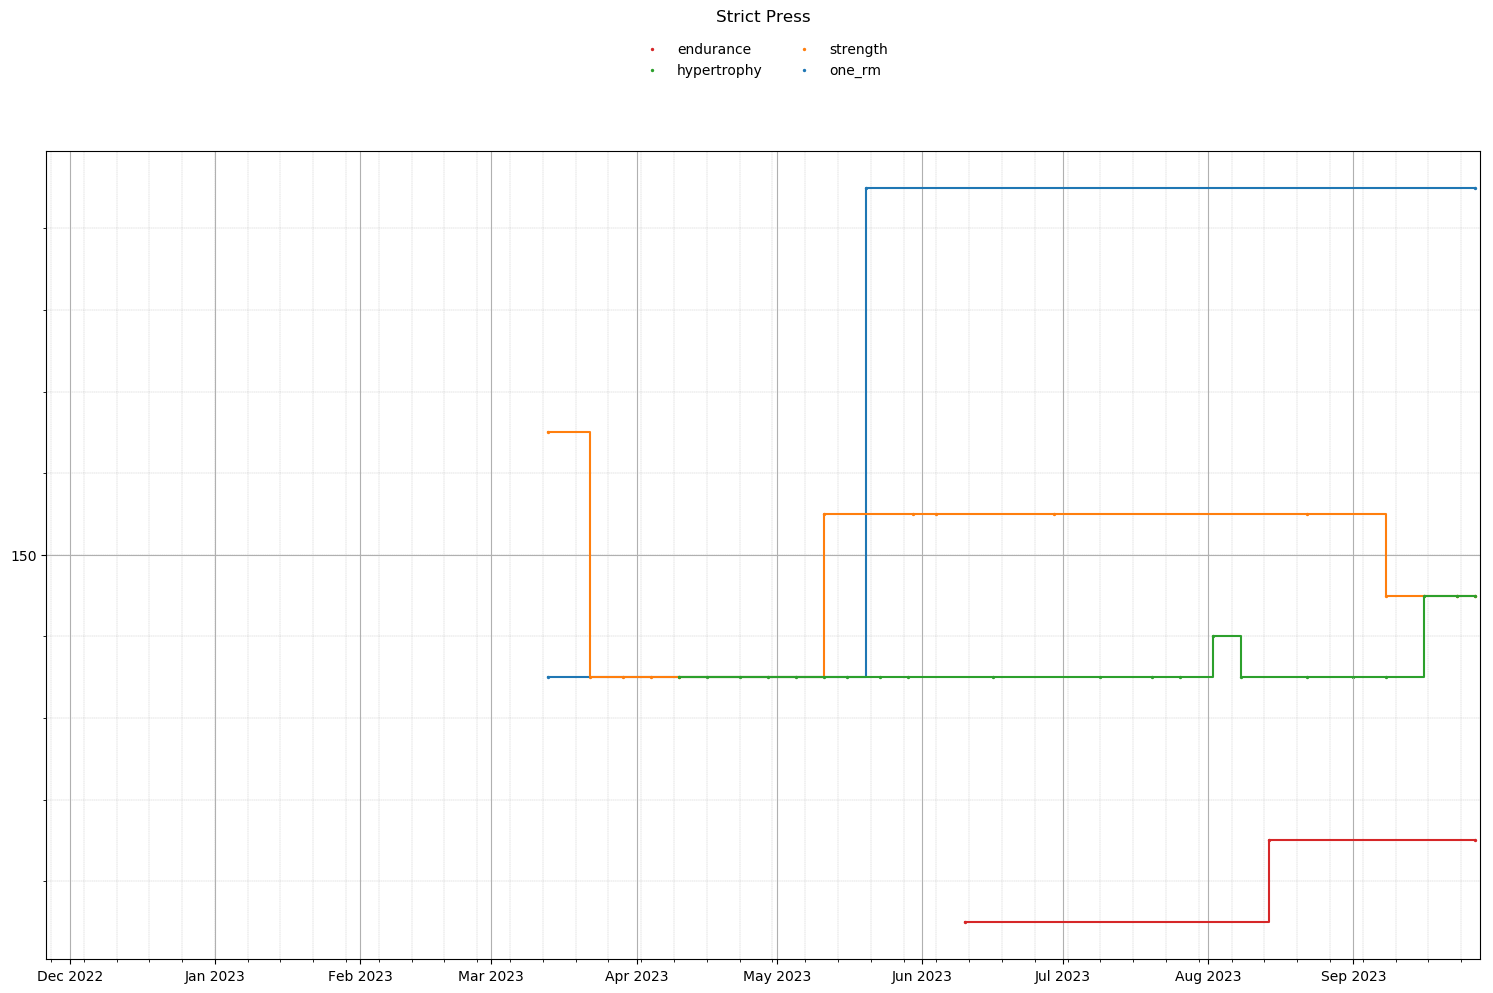 Strict Press
endurance strength
hypertrophy one_rm
150
Dec 2022 Jan 2023 Feb 2023 Mar 2023 Apr 2023 May 2023 Jun 2023 Jul 2023 Aug 2023 Sep 2023